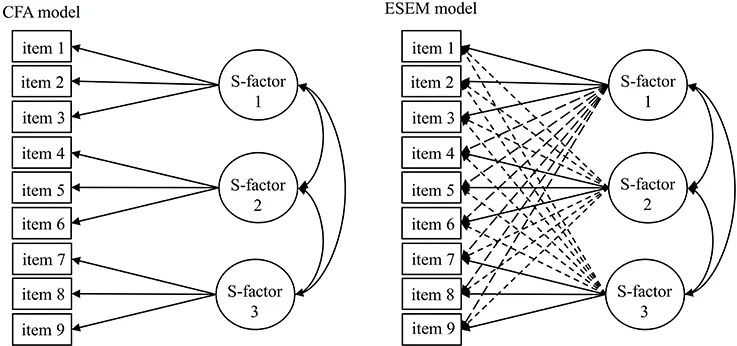 CFA model
item 1
item 2
item 3
item 4
item 5
item 6
item 7
item 8
item 9
S-factor
1
S-factor
2
S-factor
3
ESEM model
item 1
item 2
item 3
item 4
item 5
item 6
item 7
item 8
item 9
S-factor
1
S-factor
2
S-factor
3